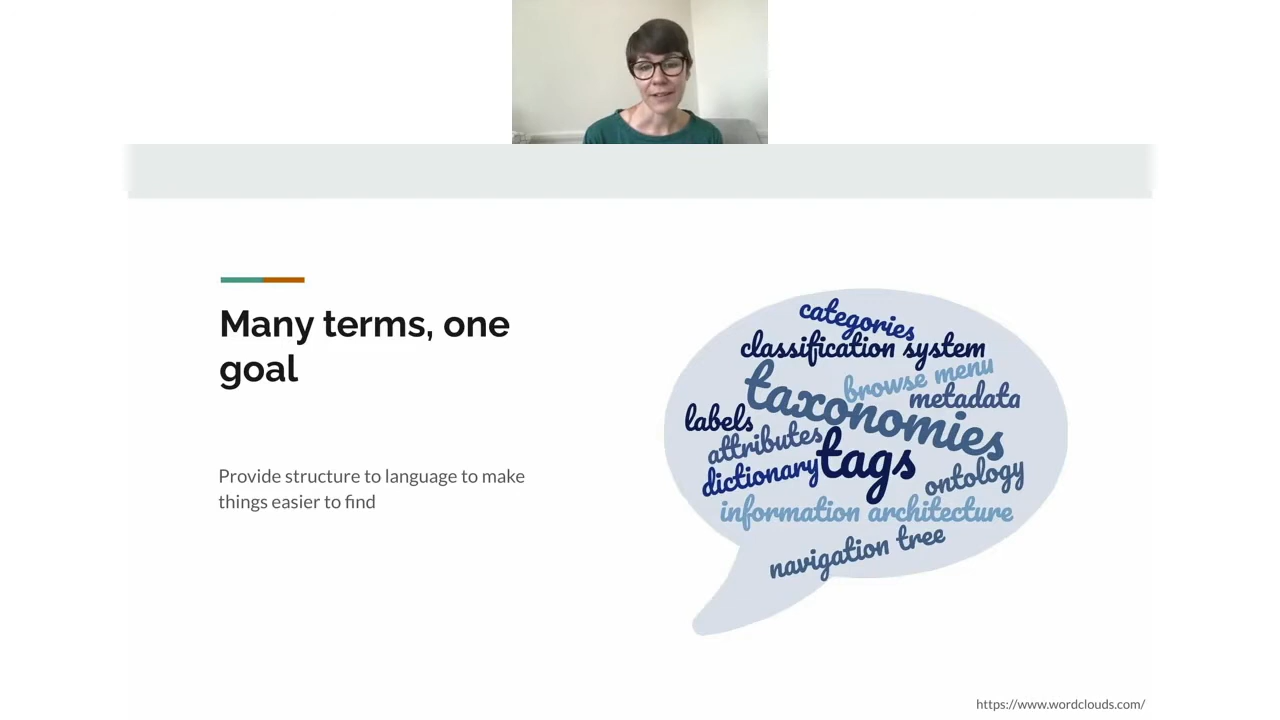 Many terms, one
goal
Provide structure to language to make
things easier to find
categories
classification system
browse menu
taxonomies
metadata
labels
attributes
tags
dictionary
ontology
information architecture
navigation tree
https://www.wordclouds.com/